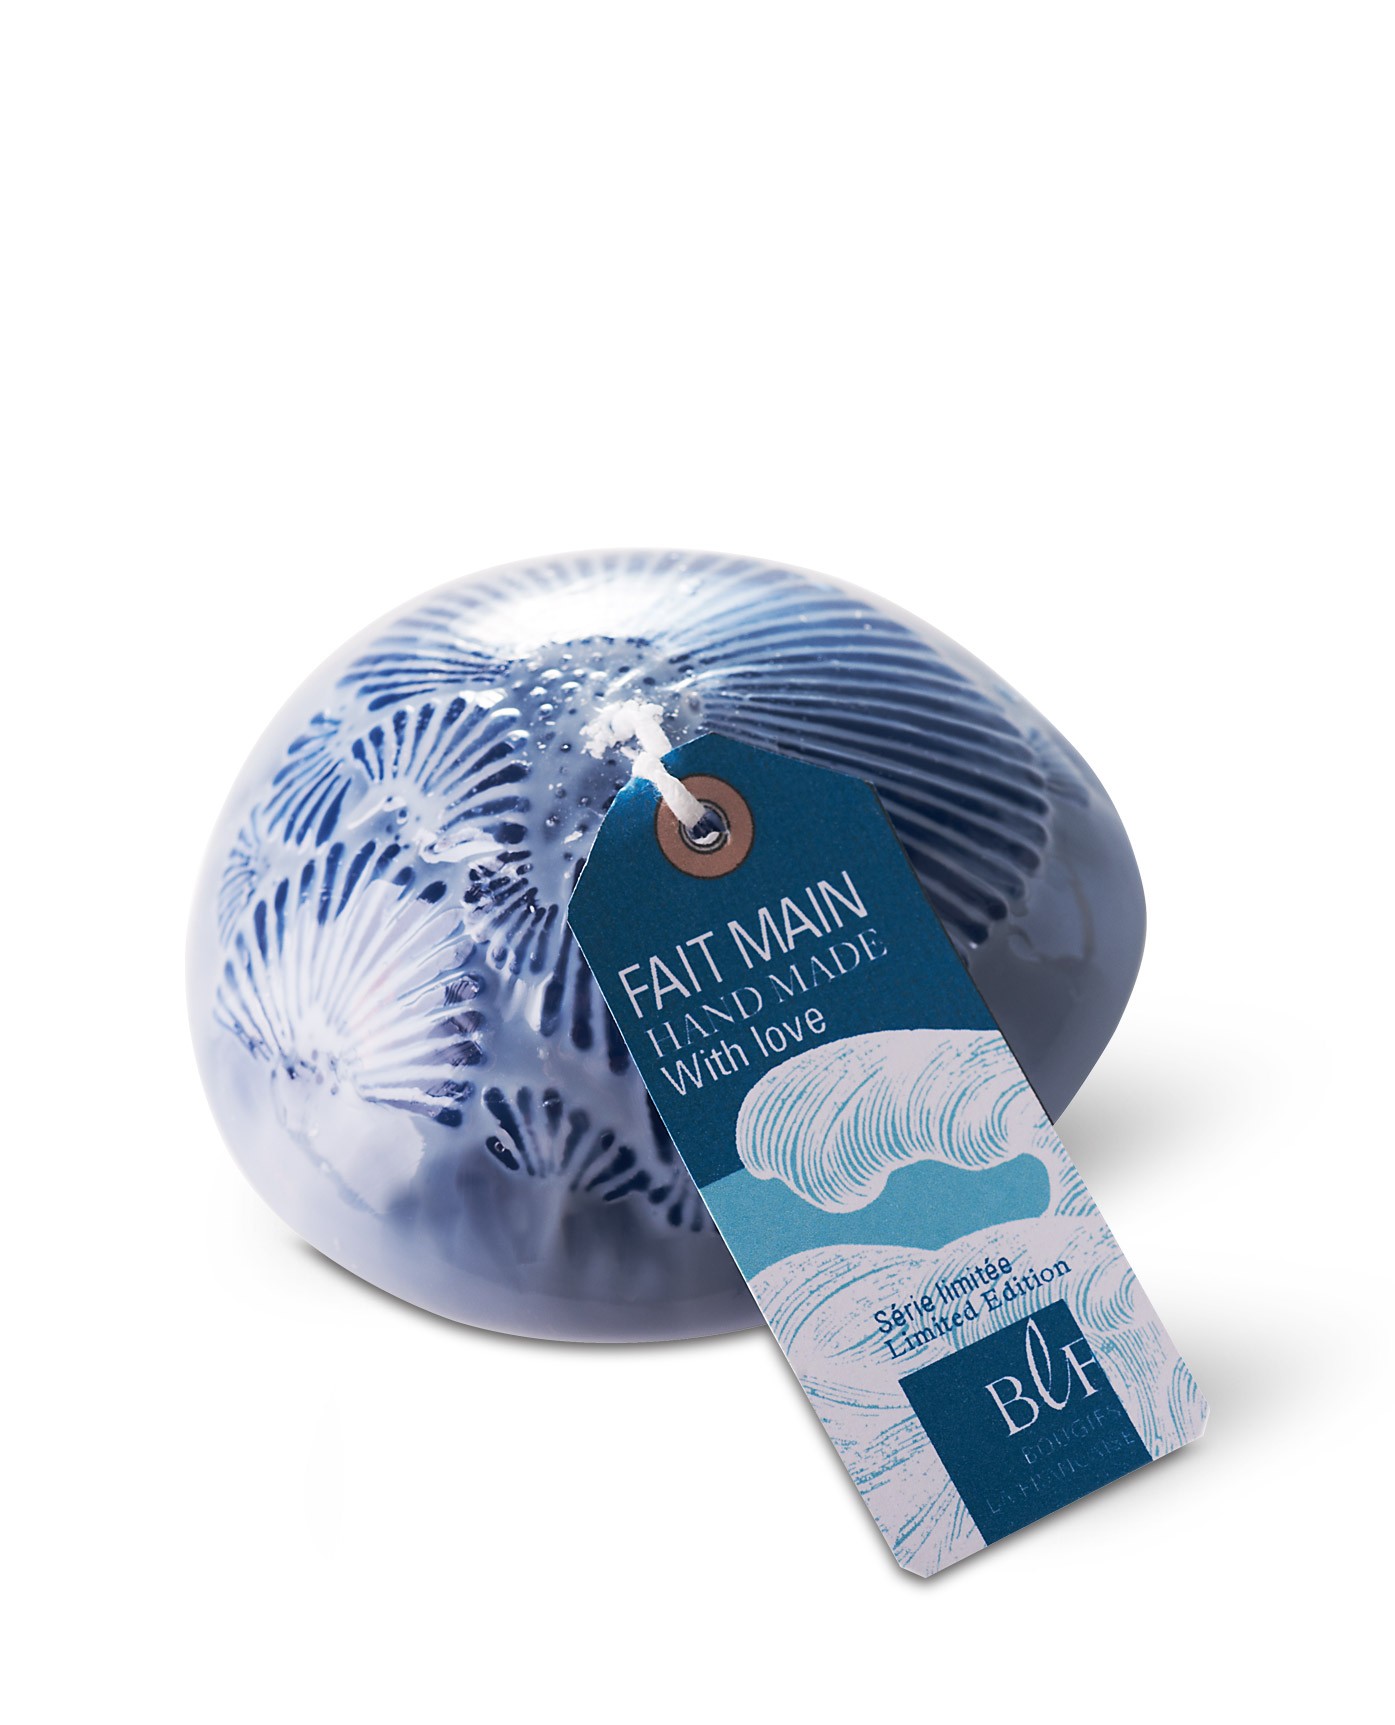 FAIT MAIN
HAND MADE
With love
Série limitée
Limited Edition
BlF
BOUGIES
LA FRANÇAISE